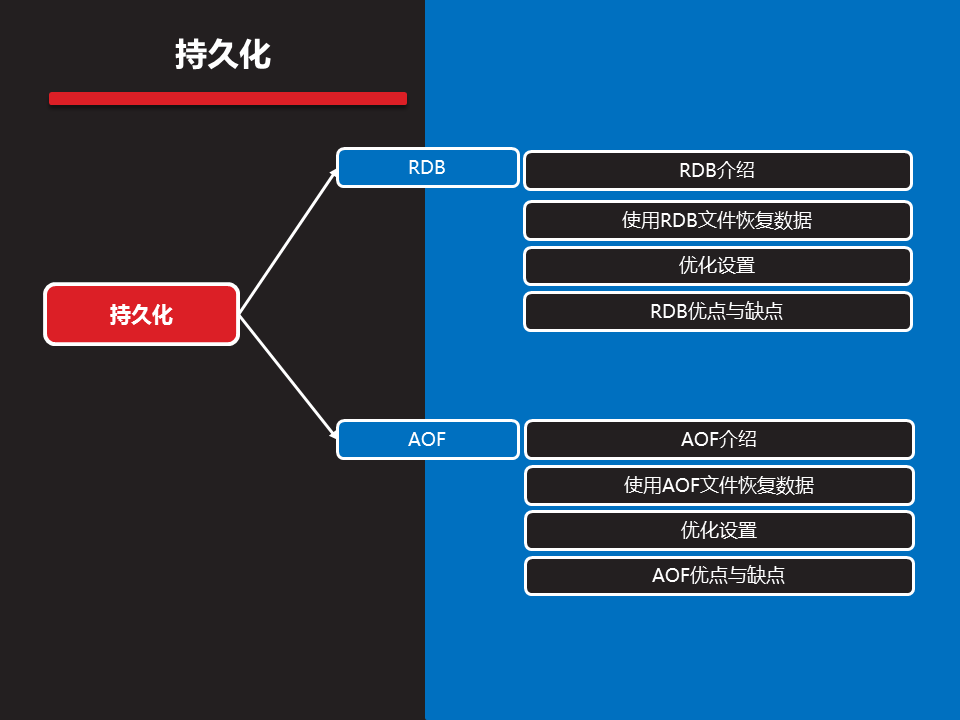 持久化
持久化
RDB
RDB介绍
使用RDB文件恢复数据
优化设置
RDB优点与缺点
AOF
AOF介绍
使用AOF文件恢复数据
优化设置
AOF优点与缺点